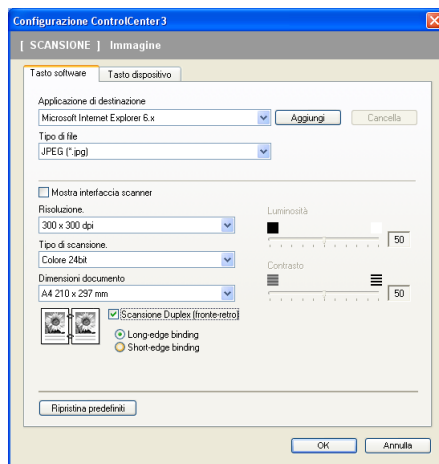 Configurazione ControlCenter3
[ SCANSIONE ] Immagine
Tasto software Tasto dispositivo
Applicazione di destinazione
Microsoft Internet Explorer 6.x Aggiungi Cancella
Tipo di file
JPEG (*.jpg)
Mostra interfaccia scanner
Risoluzione. Luminosità
300 x 300 dpi
50
Tipo di scansione.
Colore 24bit
Contrasto
Dimensioni documento
A4 210 x 297 mm 50
Scansione Duplex (fronte-retro)
Long-edge binding
Short-edge binding
Ripristina predefiniti
OK Annulla